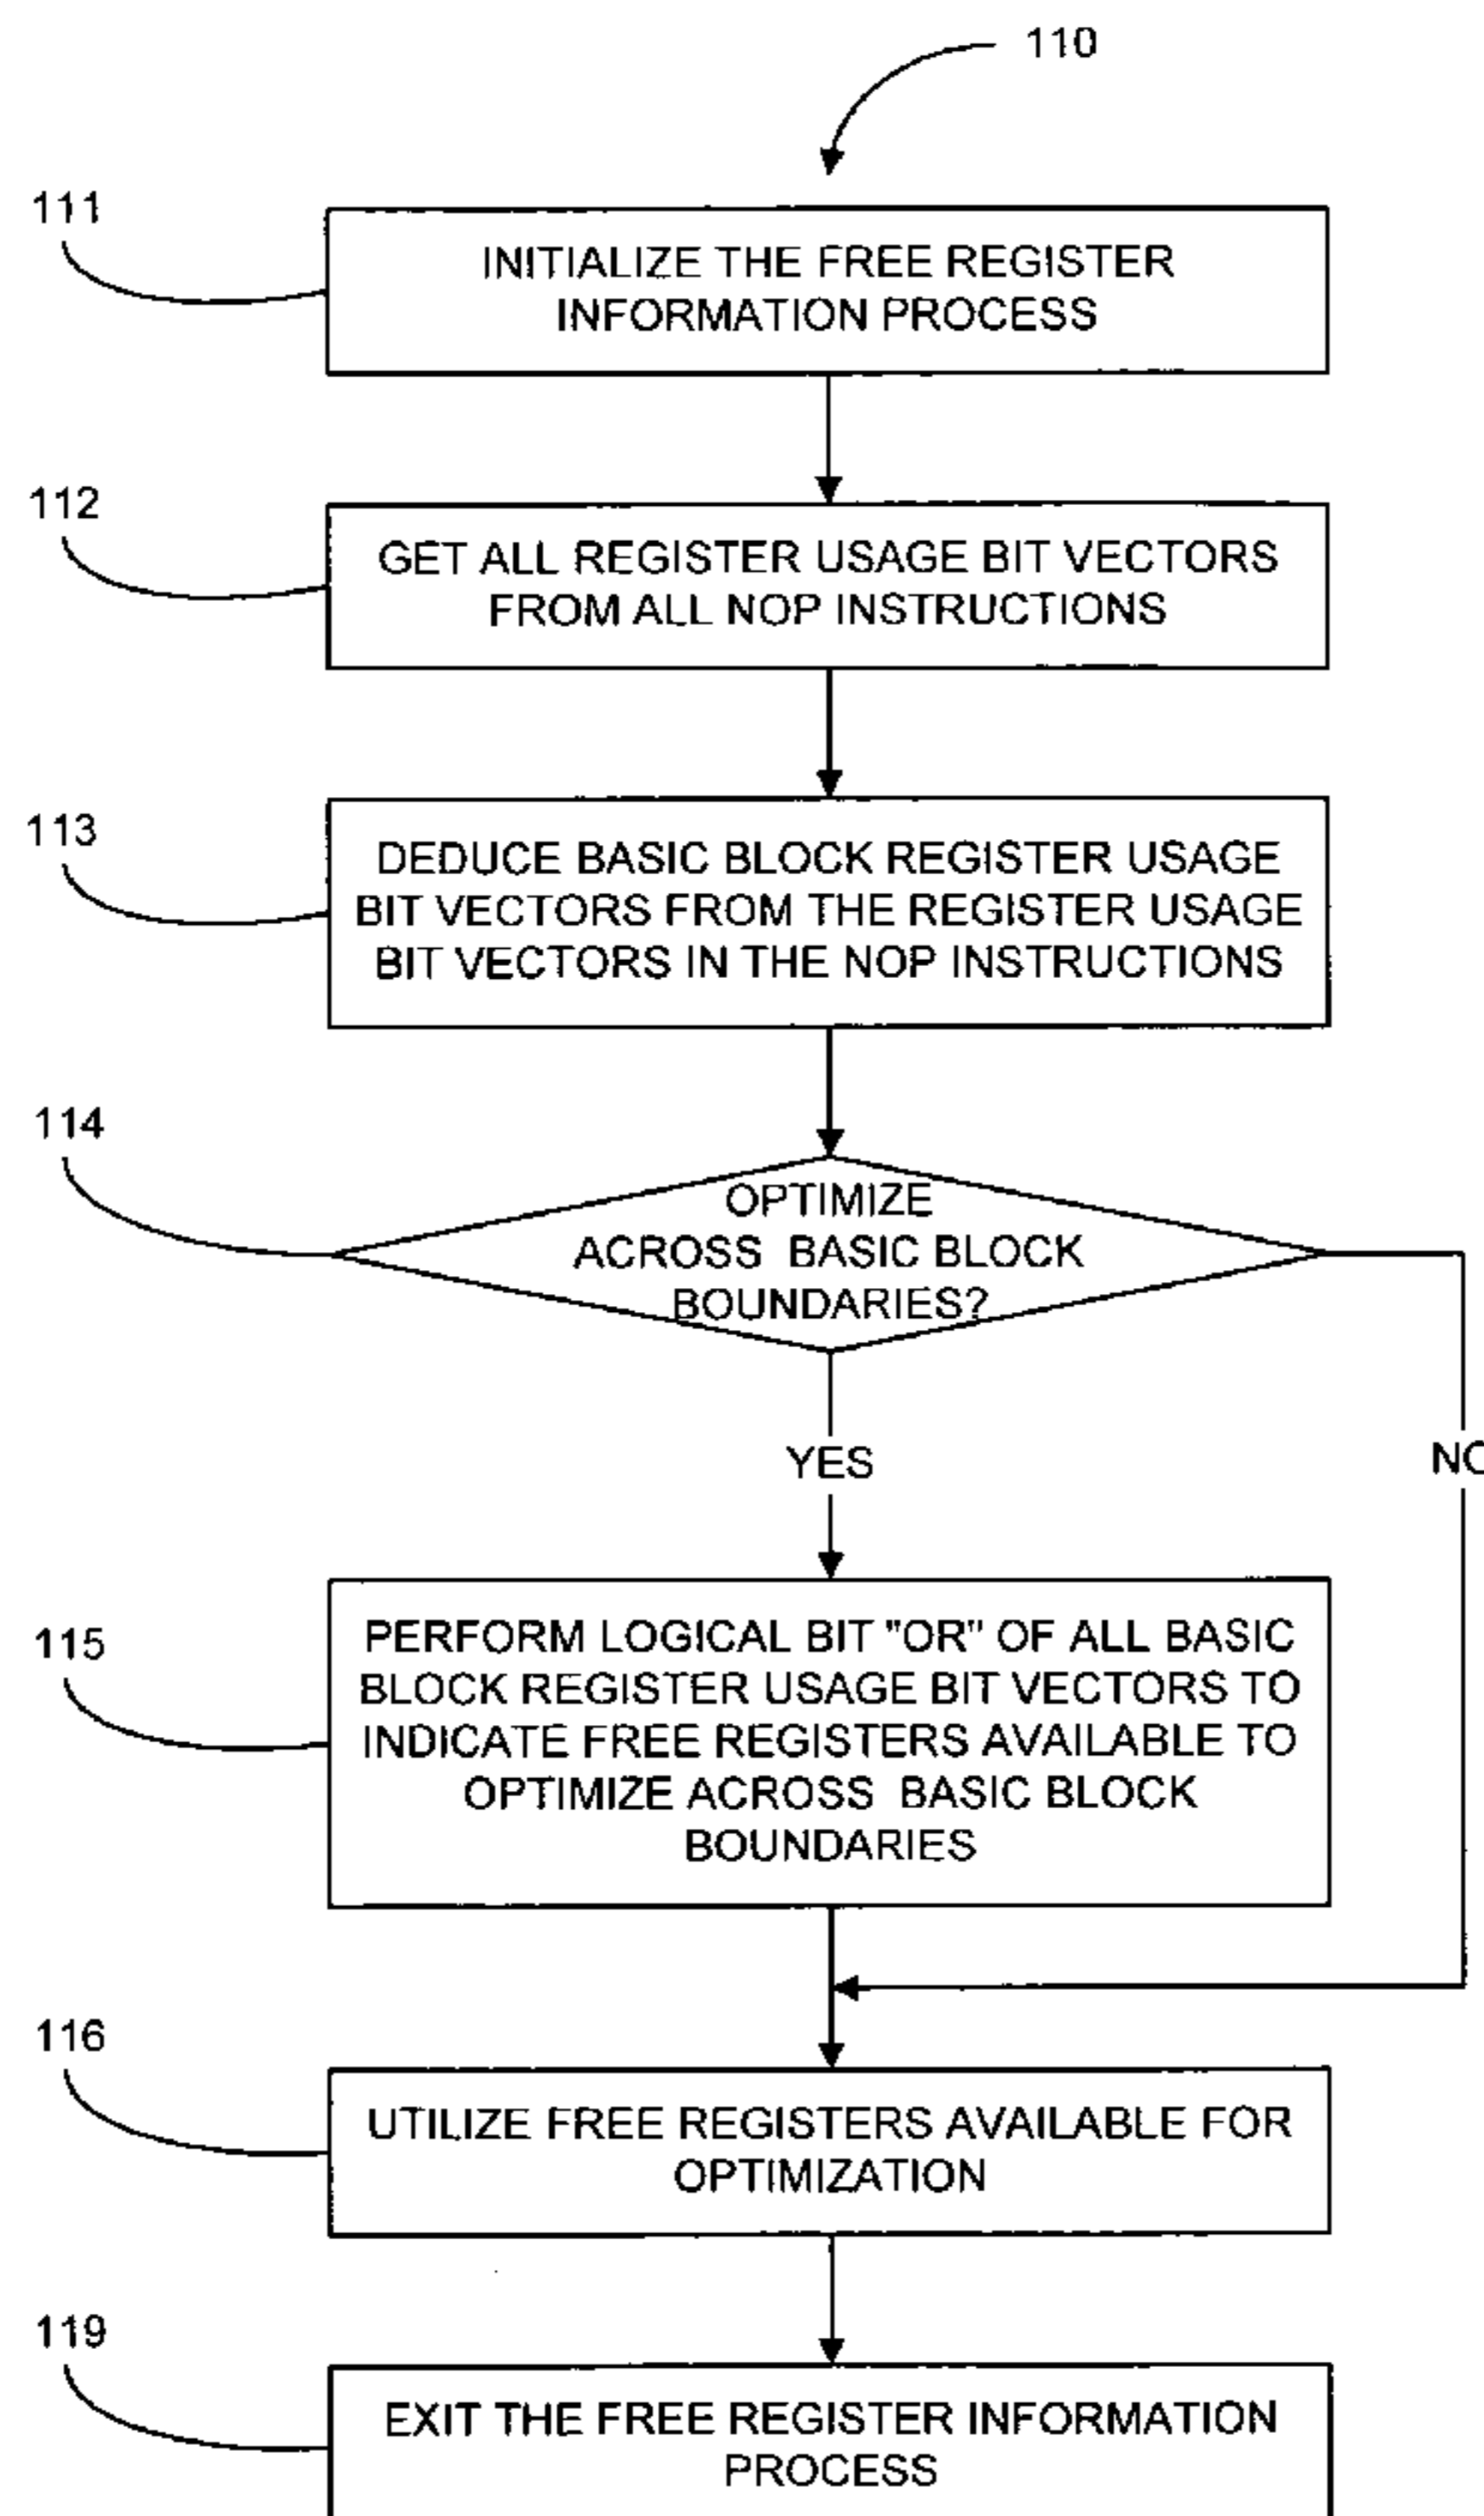 110
111
INITIALIZE THE FREE REGISTER
INFORMATION PROCESS
112
GET ALL REGISTER USAGE BIT VECTORS
FROM ALL NOP INSTRUCTIONS
113
DEDUCE BASIC BLOCK REGISTER USAGE
BIT VECTORS FROM THE REGISTER USAGE
BIT VECTORS IN THE NOP INSTRUCTIONS
114
OPTIMIZE
ACROSS BASIC BLOCK
BOUNDARIES?
YES
NO
115
PERFORM LOGICAL BIT "OR" OF ALL BASIC
BLOCK REGISTER USAGE BIT VECTORS TO
INDICATE FREE REGISTERS AVAILABLE TO
OPTIMIZE ACROSS BASIC BLOCK
BOUNDARIES
116
UTILIZE FREE REGISTERS AVAILABLE FOR
OPTIMIZATION
119
EXIT THE FREE REGISTER INFORMATION
PROCESS